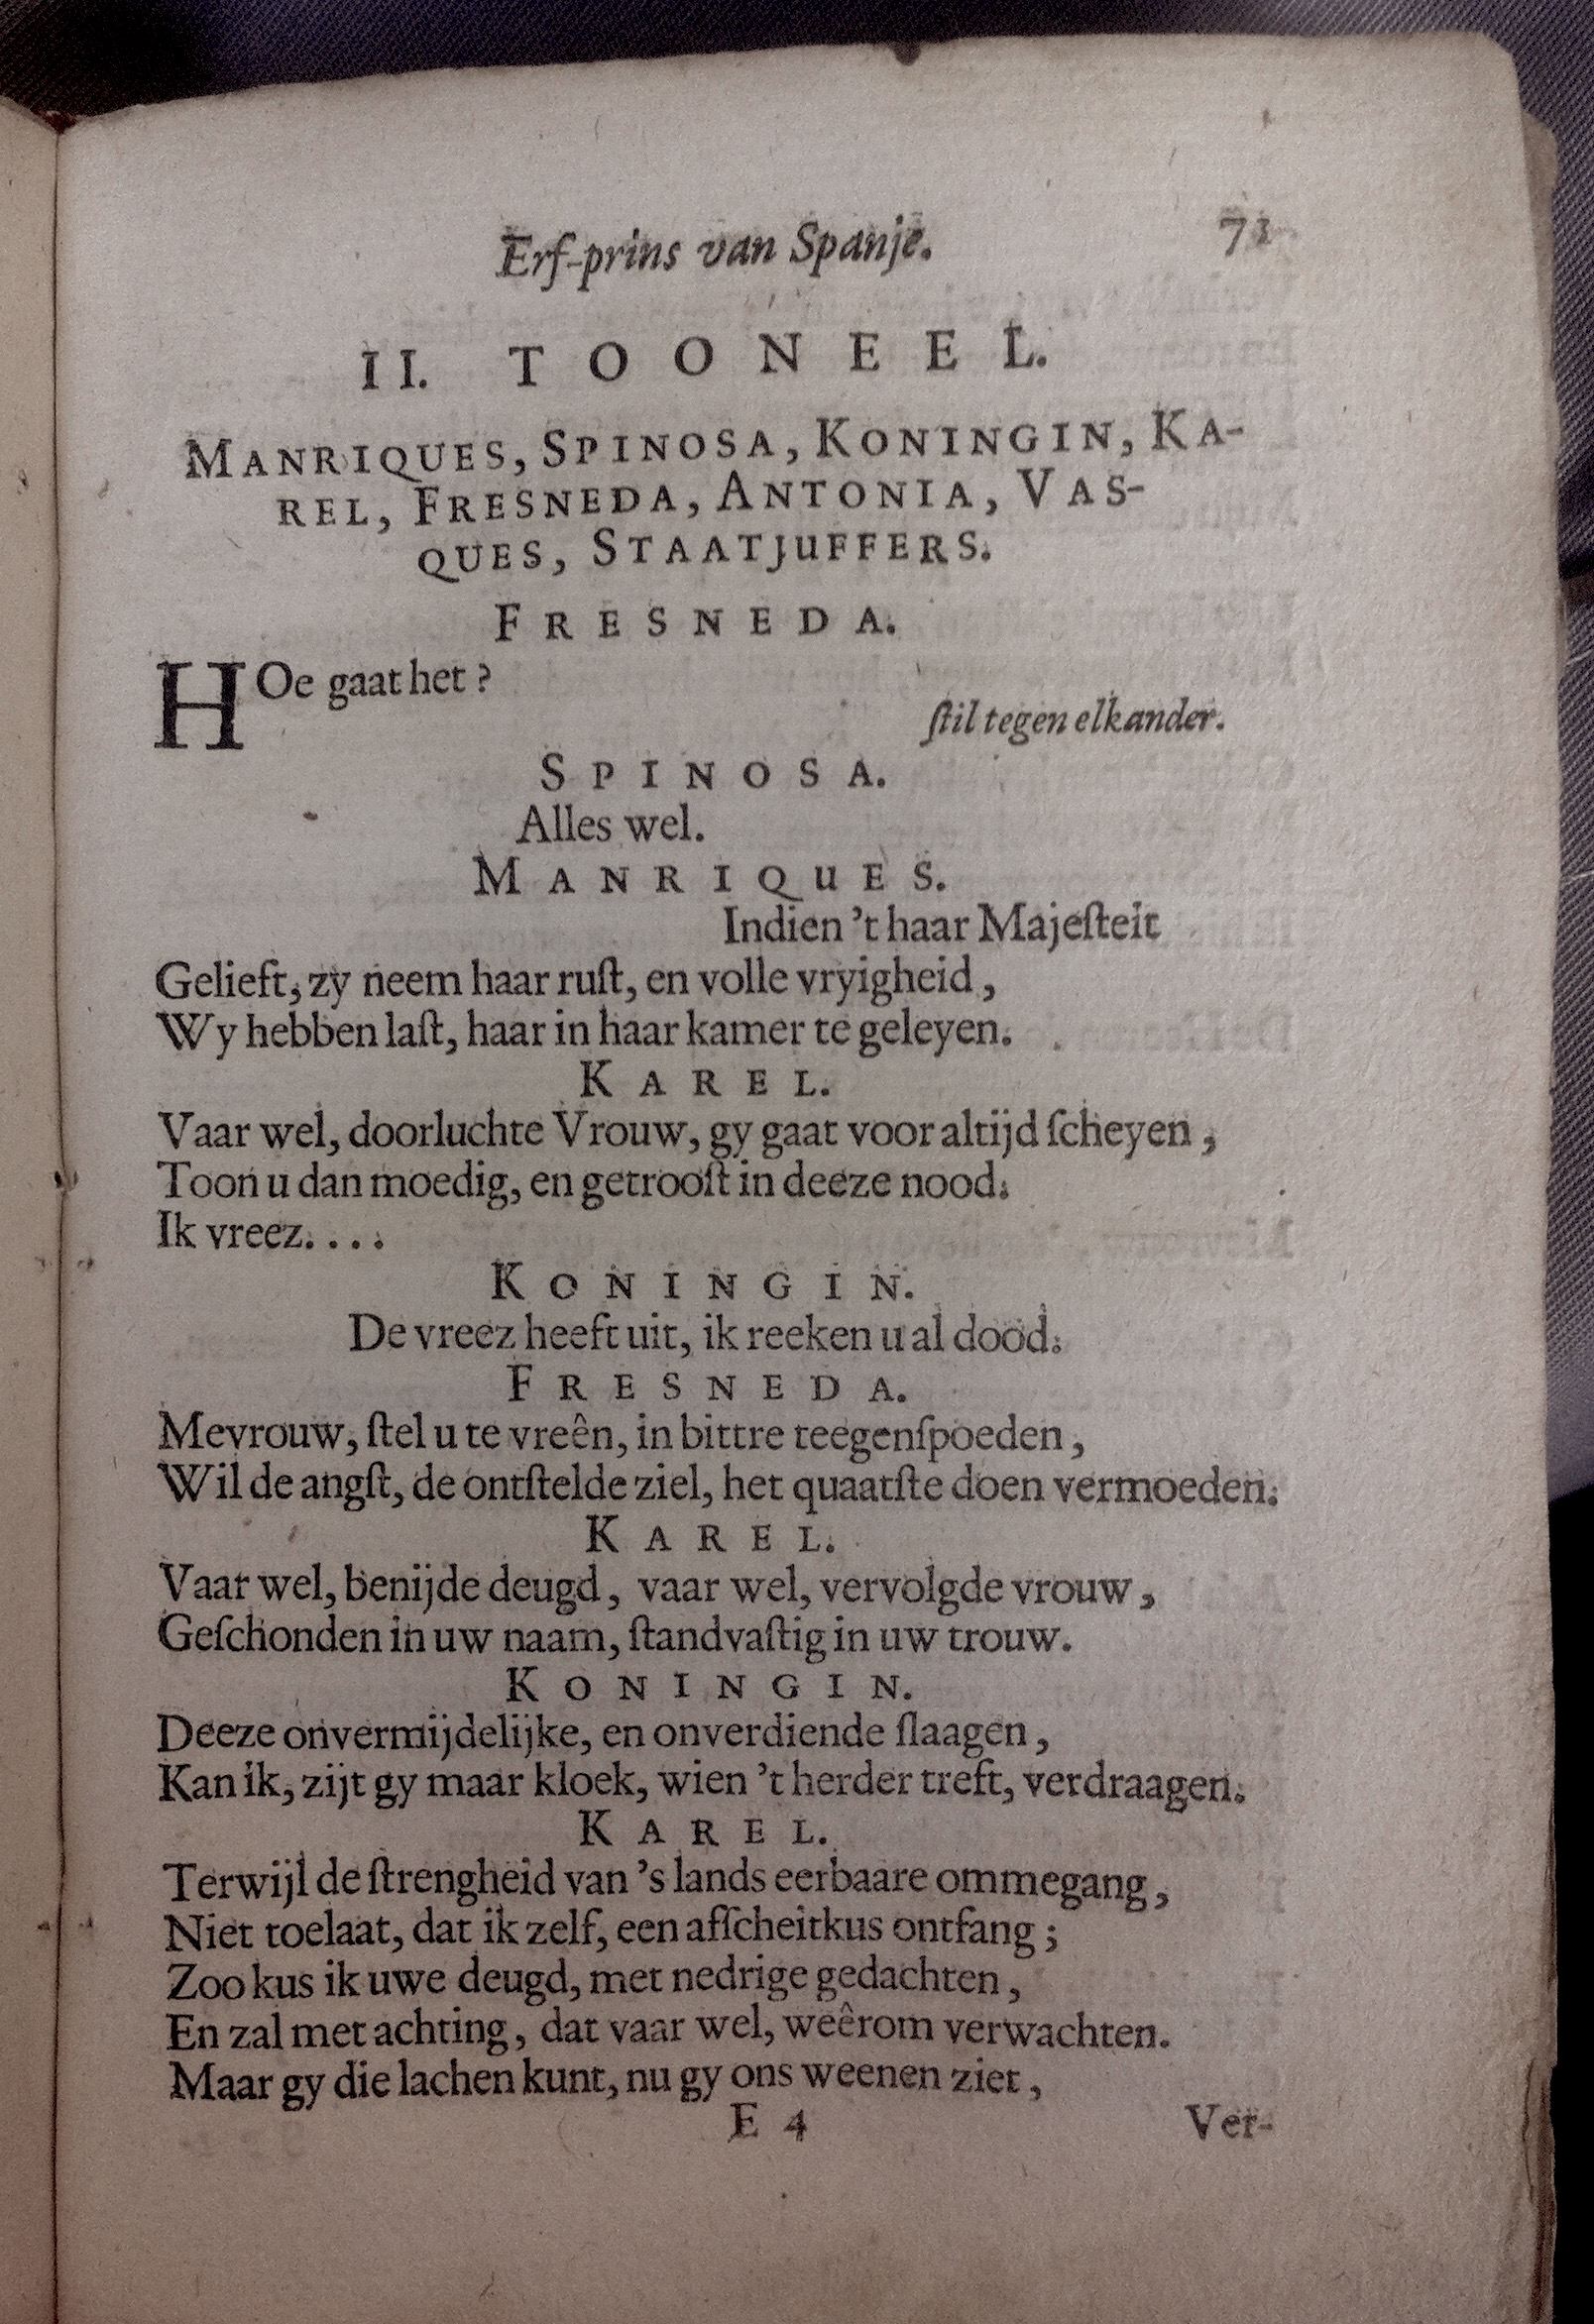 Erf-prins van Spanje. 71
II. TOONEEL.
MANRIQUES, SPINOSA, KONINGIN, KA-
REL, FRESNEDA, ANTONIA, VAS-
QUES, STAATJUFFERS.
FRESNEDA.
HOe gaat het?
ſtil tegen elkander.
SPINOSA.
Alles wel.
MANRIQUES.
Indien 't haar Majeſteit
Gelieft, zy neem haar ruſt, en volle vryigheid,
Wy hebben laſt, haar in haar kamer te geleyen.
KAREL.
Vaar wel, doorluchte Vrouw, gy gaat voor altijd ſcheyen,
Toon u dan moedig, en getrooſt in deeze nood.
Ik vreez....
KONINGIN.
De vreez heeft uit, ik reeken u al dood.
FRESNEDA.
Mevrouw, ſtel u te vreên, in bittre teegenſpoeden,
Wil de angſt, de ontſtelde ziel, het quaatſte doen vermoeden.
KAREL.
Vaar wel, benijde deugd, vaar wel, vervolgde vrouw,
Geſchonden in uw naam, ſtandvaſtig in uw trouw.
KONINGIN.
Deeze onvermijdelijke, en onverdiende ſlaagen,
Kan ik, zijt gy maar kloek, wien 't herder treft, verdraagen.
KAREL.
Terwijl de ſtrengheid van 's lands eerbaare ommegang,
Niet toelaat, dat ik zelf, een afſcheitkus ontfang;
Zoo kus ik uwe deugd, met nedrige gedachten,
En zal met achting, dat vaar wel, weêrom verwachten.
Maar gy die lachen kunt, nu gy ons weenen ziet,
E 4 Ver-